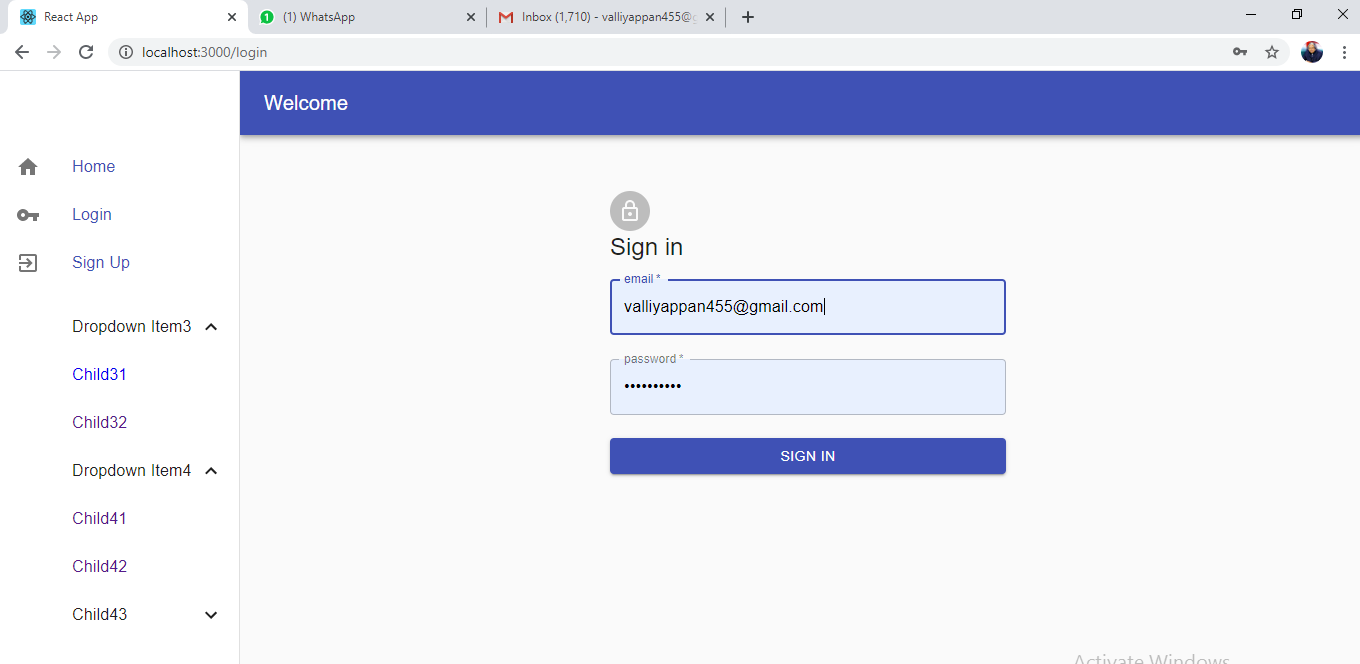 React App
(1) WhatsApp
Inbox (1,710) - valliyappan455@g
localhost:3000/login
Welcome
Home
Login
Sign Up
Dropdown Item3
Child31
Child32
Dropdown Item4
Child41
Child42
Child43
Sign in
email *
valliyappan455@gmail.com
password *
••••••••••
SIGN IN
Activate Windows